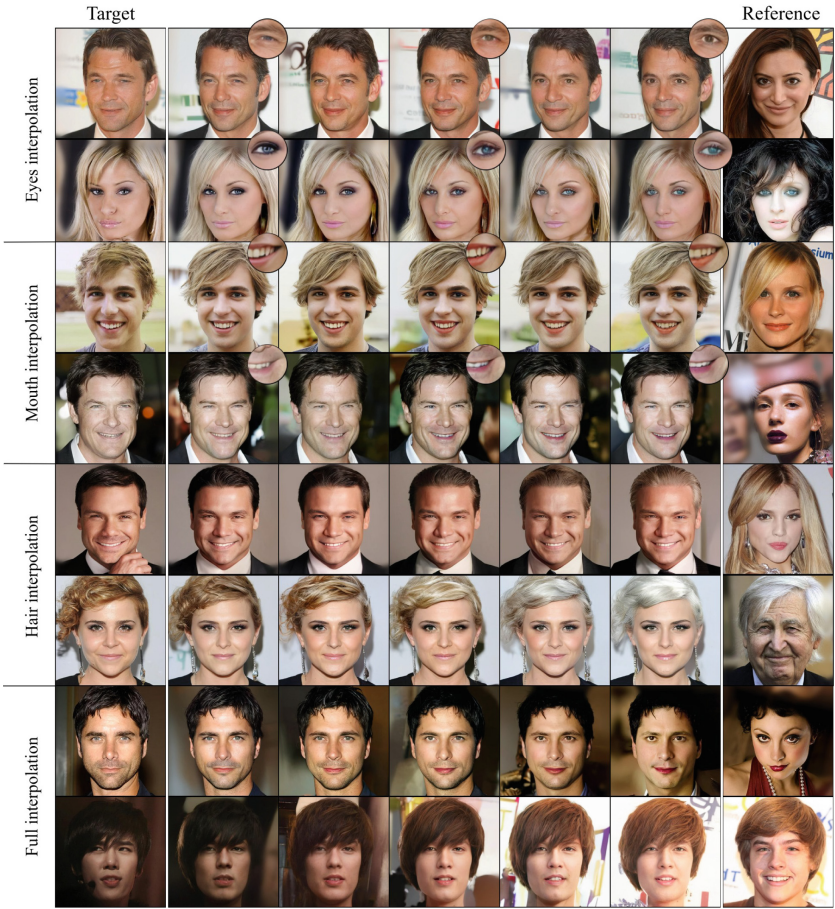 Target
Reference
Eyes interpolation
Mouth interpolation
Hair interpolation
Full interpolation